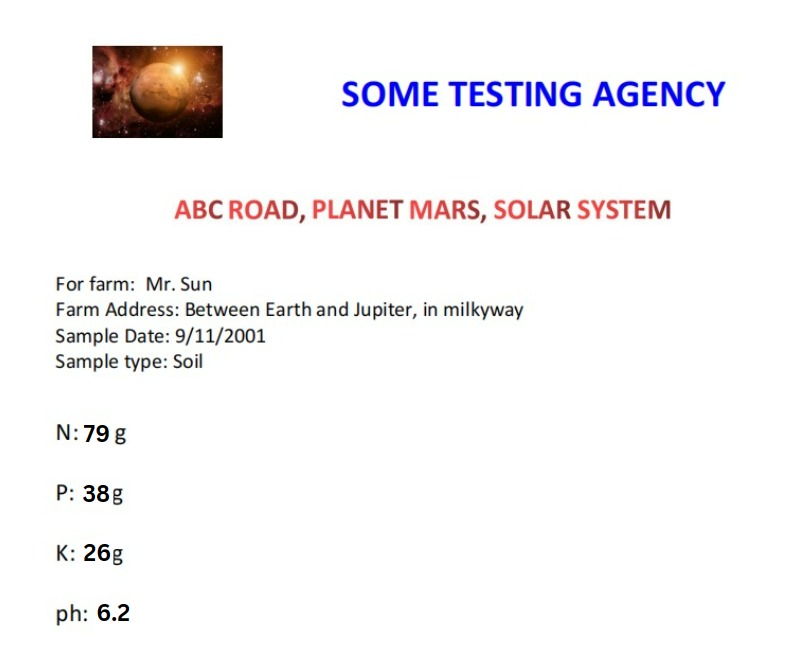 SOME TESTING AGENCY
ABC ROAD, PLANET MARS, SOLAR SYSTEM
For farm: Mr. Sun
Farm Address: Between Earth and Jupiter, in milkyway
Sample Date: 9/11/2001
Sample type: Soil
N: 79 g
P: 38g
K: 26g
ph: 6.2